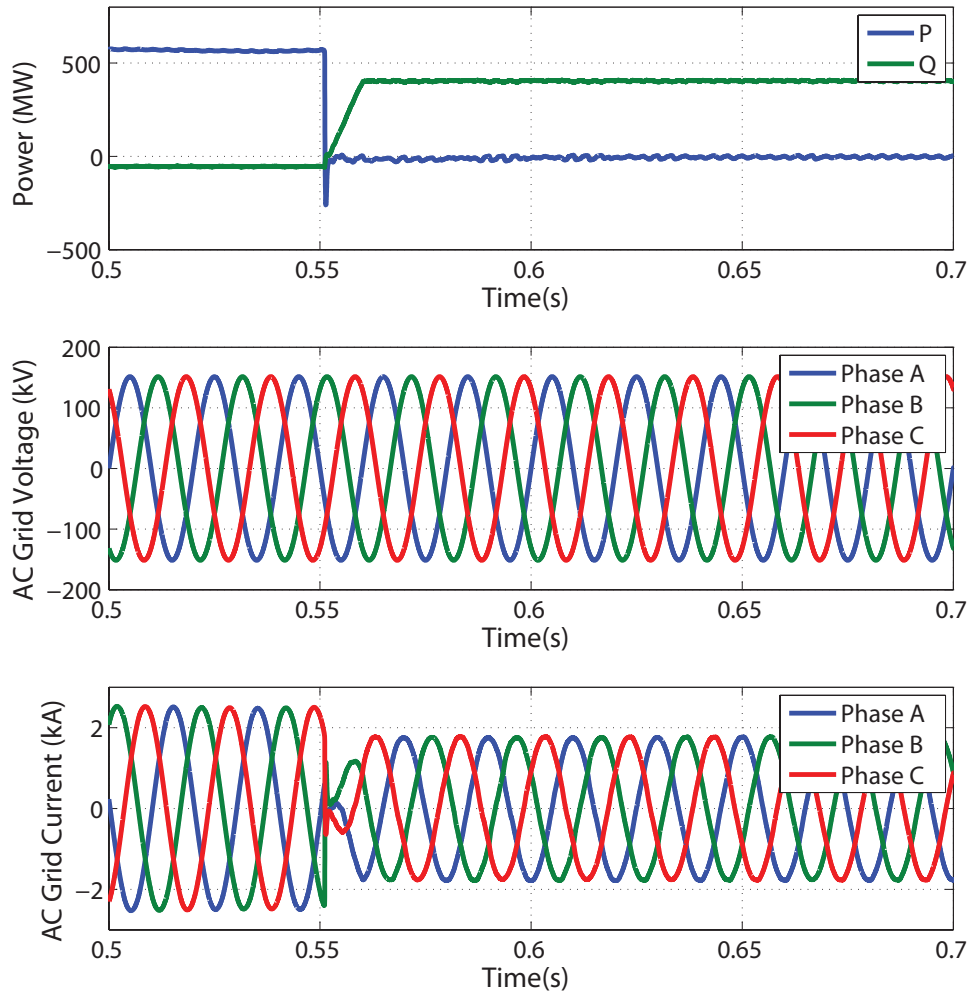 P
Q
500
0
−500
Power (MW)
0.5 0.55 0.6 0.65 0.7
Time(s)
Phase A
Phase B
Phase C
200
100
0
−100
−200
AC Grid Voltage (kV)
0.5 0.55 0.6 0.65 0.7
Time(s)
Phase A
Phase B
Phase C
2
0
−2
AC Grid Current (kA)
0.5 0.55 0.6 0.65 0.7
Time(s)